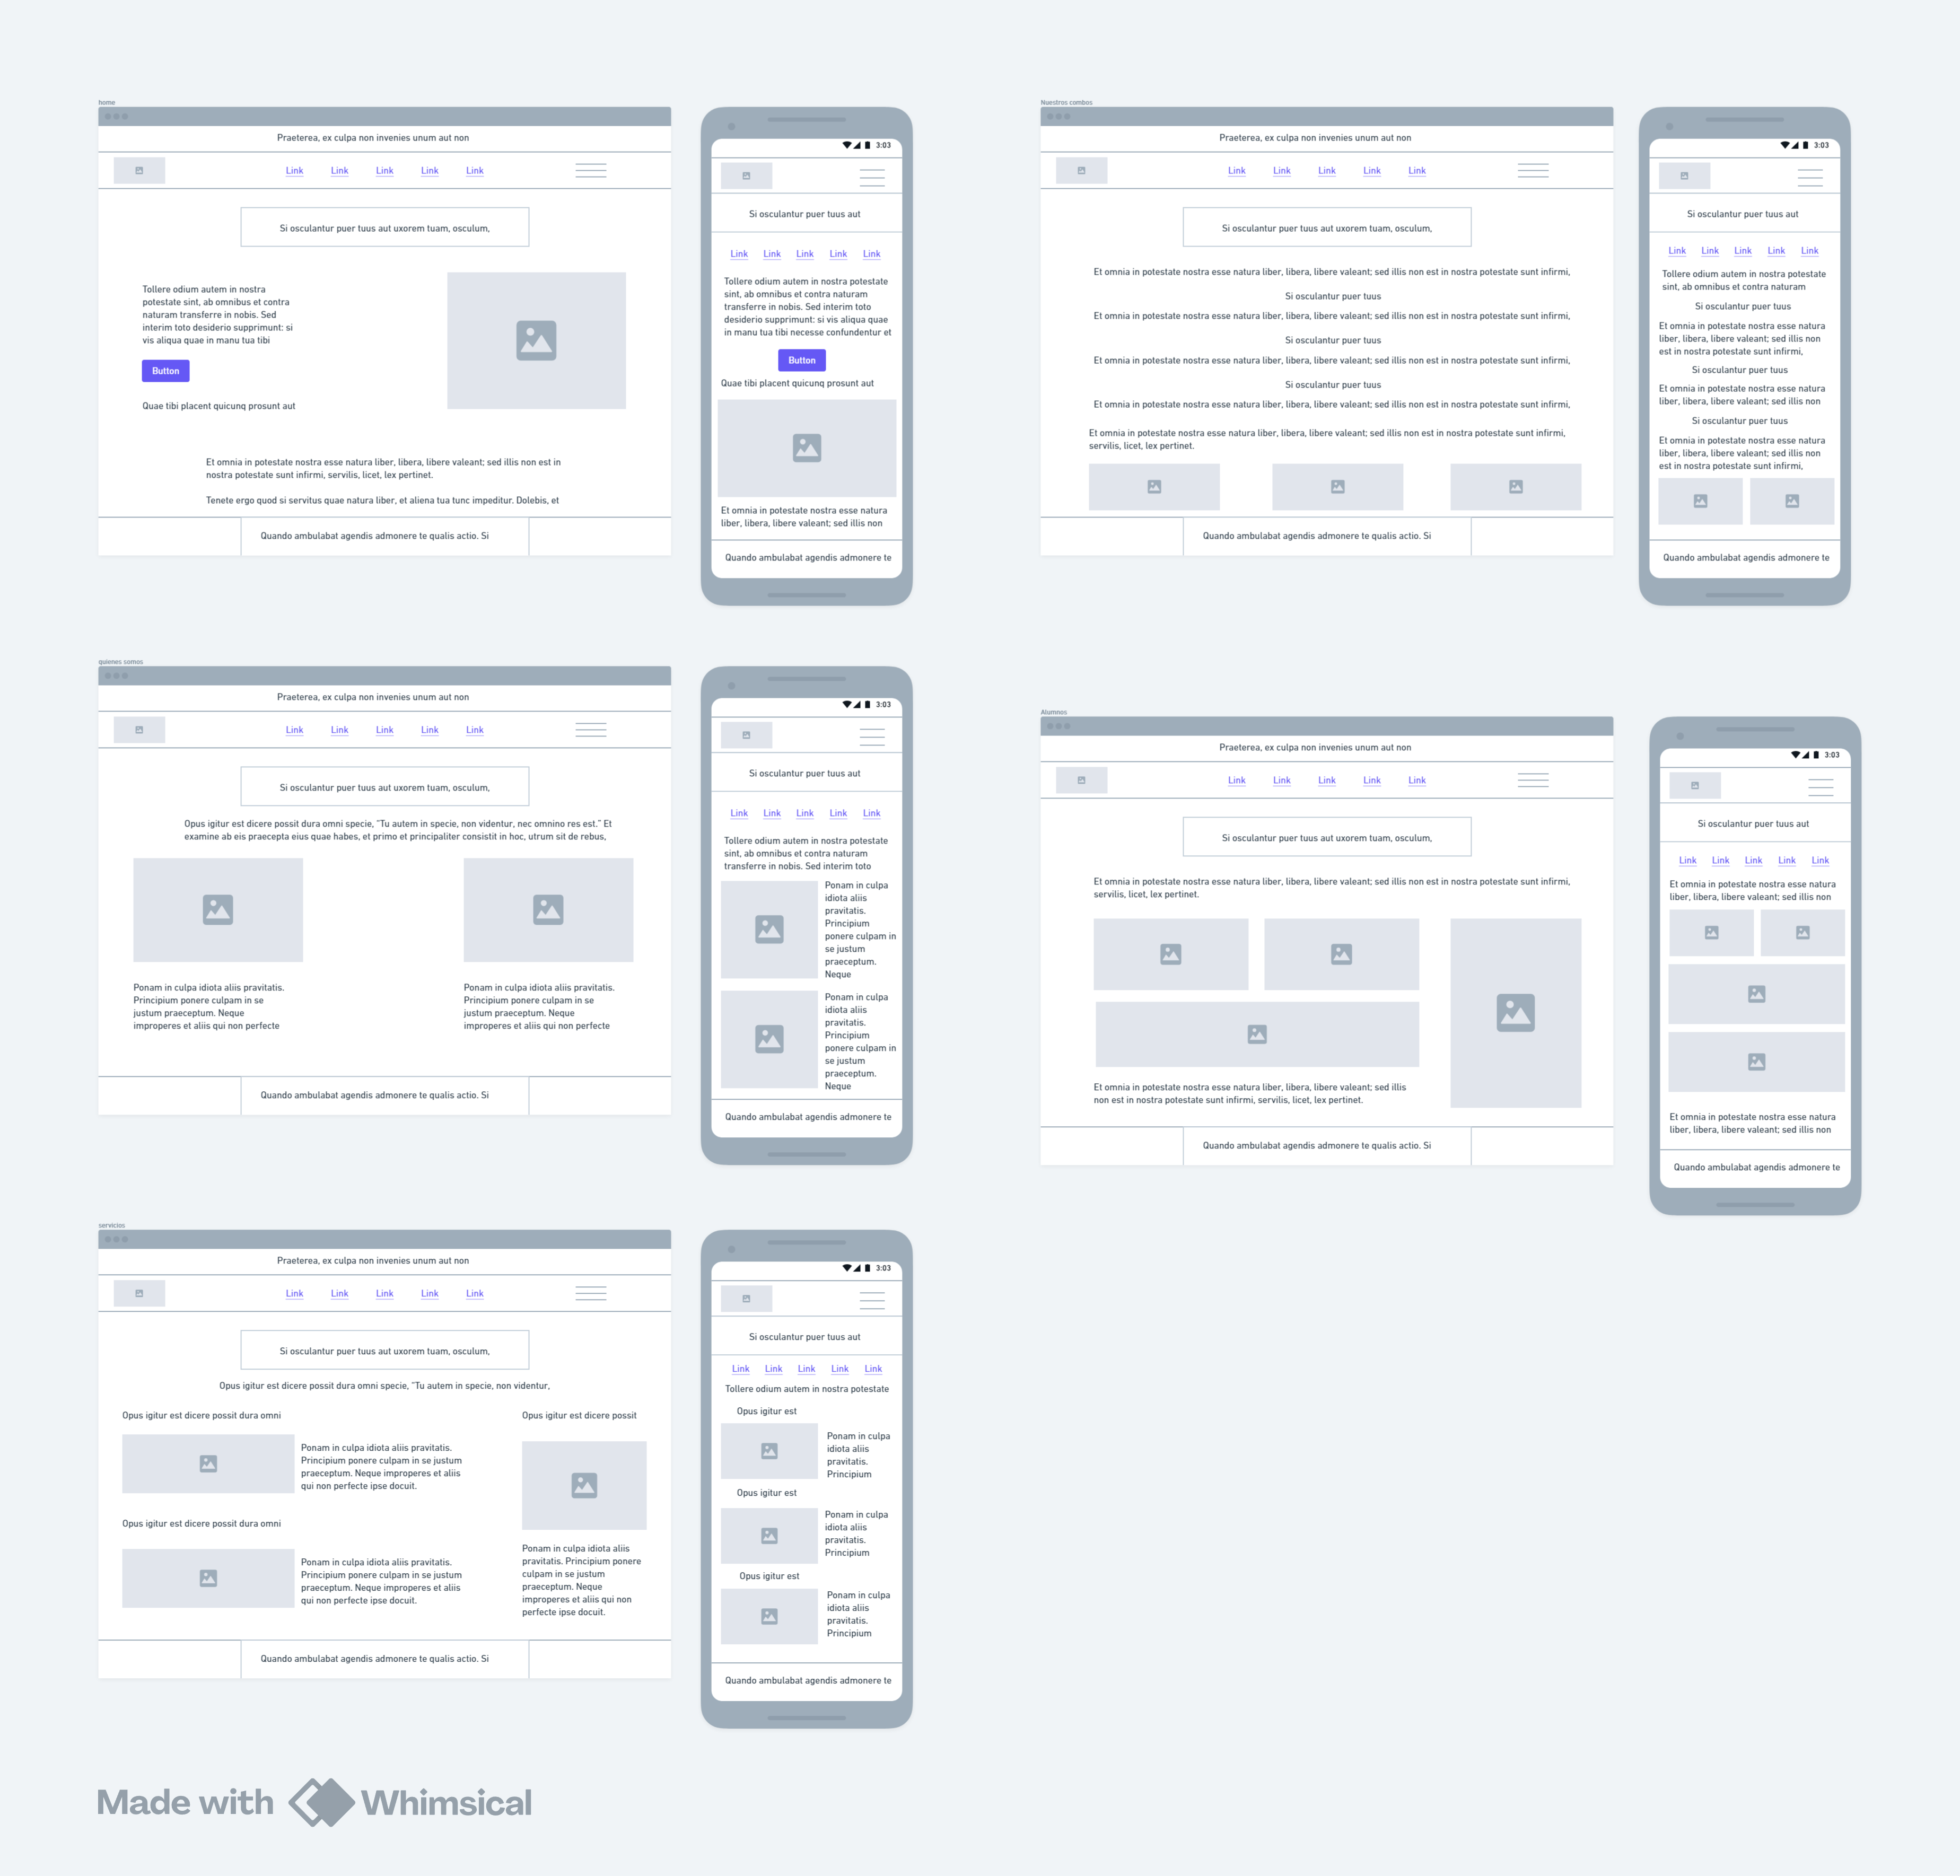 home
Praeterea, ex culpa non invenies unum aut non
Link Link Link Link Link
Si osculantur puer tuus aut uxorem tuam, osculum,
Tollere odium autem in nostra
potestate sint, ab omnibus et contra
naturam transferre in nobis. Sed
interim toto desiderio supprimunt: si
vis aliqua quae in manu tua tibi
Button
Quae tibi placent quicunq prosunt aut
Et omnia in potestate nostra esse natura liber, libera, libere valeant; sed illis non est in
nostra potestate sunt infirmi, servilis, licet, lex pertinet.
Tenete ergo quod si servitus quae natura liber, et aliena tua tunc impeditur. Dolebis, et
Quando ambulabat agendis admonere te qualis actio. Si
3:03
Si osculantur puer tuus aut
Link Link Link Link Link
Tollere odium autem in nostra potestate
sint, ab omnibus et contra naturam
transferre in nobis. Sed interim toto
desiderio supprimunt: si vis aliqua quae
in manu tua tibi necesse confundentur et
Button
Quae tibi placent quicunq prosunt aut
Et omnia in potestate nostra esse natura
liber, libera, libere valeant; sed illis non
Quando ambulabat agendis admonere te
Nuestros combos
Praeterea, ex culpa non invenies unum aut non
Link Link Link Link Link
Si osculantur puer tuus aut uxorem tuam, osculum,
Et omnia in potestate nostra esse natura liber, libera, libere valeant; sed illis non est in nostra potestate sunt infirmi,
Si osculantur puer tuus
Et omnia in potestate nostra esse natura liber, libera, libere valeant; sed illis non est in nostra potestate sunt infirmi,
Si osculantur puer tuus
Et omnia in potestate nostra esse natura liber, libera, libere valeant; sed illis non est in nostra potestate sunt infirmi,
Si osculantur puer tuus
Et omnia in potestate nostra esse natura liber, libera, libere valeant; sed illis non est in nostra potestate sunt infirmi,
Et omnia in potestate nostra esse natura liber, libera, libere valeant; sed illis non est in nostra potestate sunt infirmi,
servilis, licet, lex pertinet.
Quando ambulabat agendis admonere te qualis actio. Si
3:03
Si osculantur puer tuus aut
Link Link Link Link Link
Tollere odium autem in nostra potestate
sint, ab omnibus et contra naturam
Si osculantur puer tuus
Et omnia in potestate nostra esse natura
liber, libera, libere valeant; sed illis non
est in nostra potestate sunt infirmi,
Si osculantur puer tuus
Et omnia in potestate nostra esse natura
liber, libera, libere valeant; sed illis non
Si osculantur puer tuus
Et omnia in potestate nostra esse natura
liber, libera, libere valeant; sed illis non
est in nostra potestate sunt infirmi,
Quando ambulabat agendis admonere te
quienes somos
Praeterea, ex culpa non invenies unum aut non
Link Link Link Link Link
Si osculantur puer tuus aut uxorem tuam, osculum,
Opus igitur est dicere possit dura omni specie, "Tu autem in specie, non videntur, nec omnino res est." Et
examine ab eis praecepta eius quae habes, et primo et principaliter consistit in hoc, utrum sit de rebus,
Ponam in culpa idiota aliis pravitatis.
Principium ponere culpam in se
justum praeceptum. Neque
improperes et aliis qui non perfecte
Ponam in culpa idiota aliis pravitatis.
Principium ponere culpam in se
justum praeceptum. Neque
improperes et aliis qui non perfecte
Quando ambulabat agendis admonere te qualis actio. Si
3:03
Si osculantur puer tuus aut
Link Link Link Link Link
Tollere odium autem in nostra potestate
sint, ab omnibus et contra naturam
transferre in nobis. Sed interim toto
Ponam in culpa
idiota aliis
pravitatis.
Principium
ponere culpam in
se justum
praeceptum.
Neque
Ponam in culpa
idiota aliis
pravitatis.
Principium
ponere culpam in
se justum
praeceptum.
Neque
Quando ambulabat agendis admonere te
Alumnos
Praeterea, ex culpa non invenies unum aut non
Link Link Link Link Link
Si osculantur puer tuus aut uxorem tuam, osculum,
Et omnia in potestate nostra esse natura liber, libera, libere valeant; sed illis non est in nostra potestate sunt infirmi,
servilis, licet, lex pertinet.
Et omnia in potestate nostra esse natura liber, libera, libere valeant; sed illis
non est in nostra potestate sunt infirmi, servilis, licet, lex pertinet.
Quando ambulabat agendis admonere te qualis actio. Si
3:03
Si osculantur puer tuus aut
Link Link Link Link Link
Et omnia in potestate nostra esse natura
liber, libera, libere valeant; sed illis non
Et omnia in potestate nostra esse natura
liber, libera, libere valeant; sed illis non
Quando ambulabat agendis admonere te
servicios
Praeterea, ex culpa non invenies unum aut non
Link Link Link Link Link
Si osculantur puer tuus aut uxorem tuam, osculum,
Opus igitur est dicere possit dura omni specie, "Tu autem in specie, non videntur,
Opus igitur est dicere possit dura omni
Ponam in culpa idiota aliis pravitatis.
Principium ponere culpam in se justum
praeceptum. Neque improperes et aliis
qui non perfecte ipse docuit.
Opus igitur est dicere possit dura omni
Ponam in culpa idiota aliis pravitatis.
Principium ponere culpam in se justum
praeceptum. Neque improperes et aliis
qui non perfecte ipse docuit.
Opus igitur est dicere possit
Ponam in culpa idiota aliis
pravitatis. Principium ponere
culpam in se justum
praeceptum. Neque
improperes et aliis qui non
perfecte ipse docuit.
Quando ambulabat agendis admonere te qualis actio. Si
3:03
Si osculantur puer tuus aut
Link Link Link Link Link
Tollere odium autem in nostra potestate
Opus igitur est
Ponam in culpa
idiota aliis
pravitatis.
Principium
Opus igitur est
Ponam in culpa
idiota aliis
pravitatis.
Principium
Opus igitur est
Ponam in culpa
idiota aliis
pravitatis.
Principium
Quando ambulabat agendis admonere te
Made with Whimsical